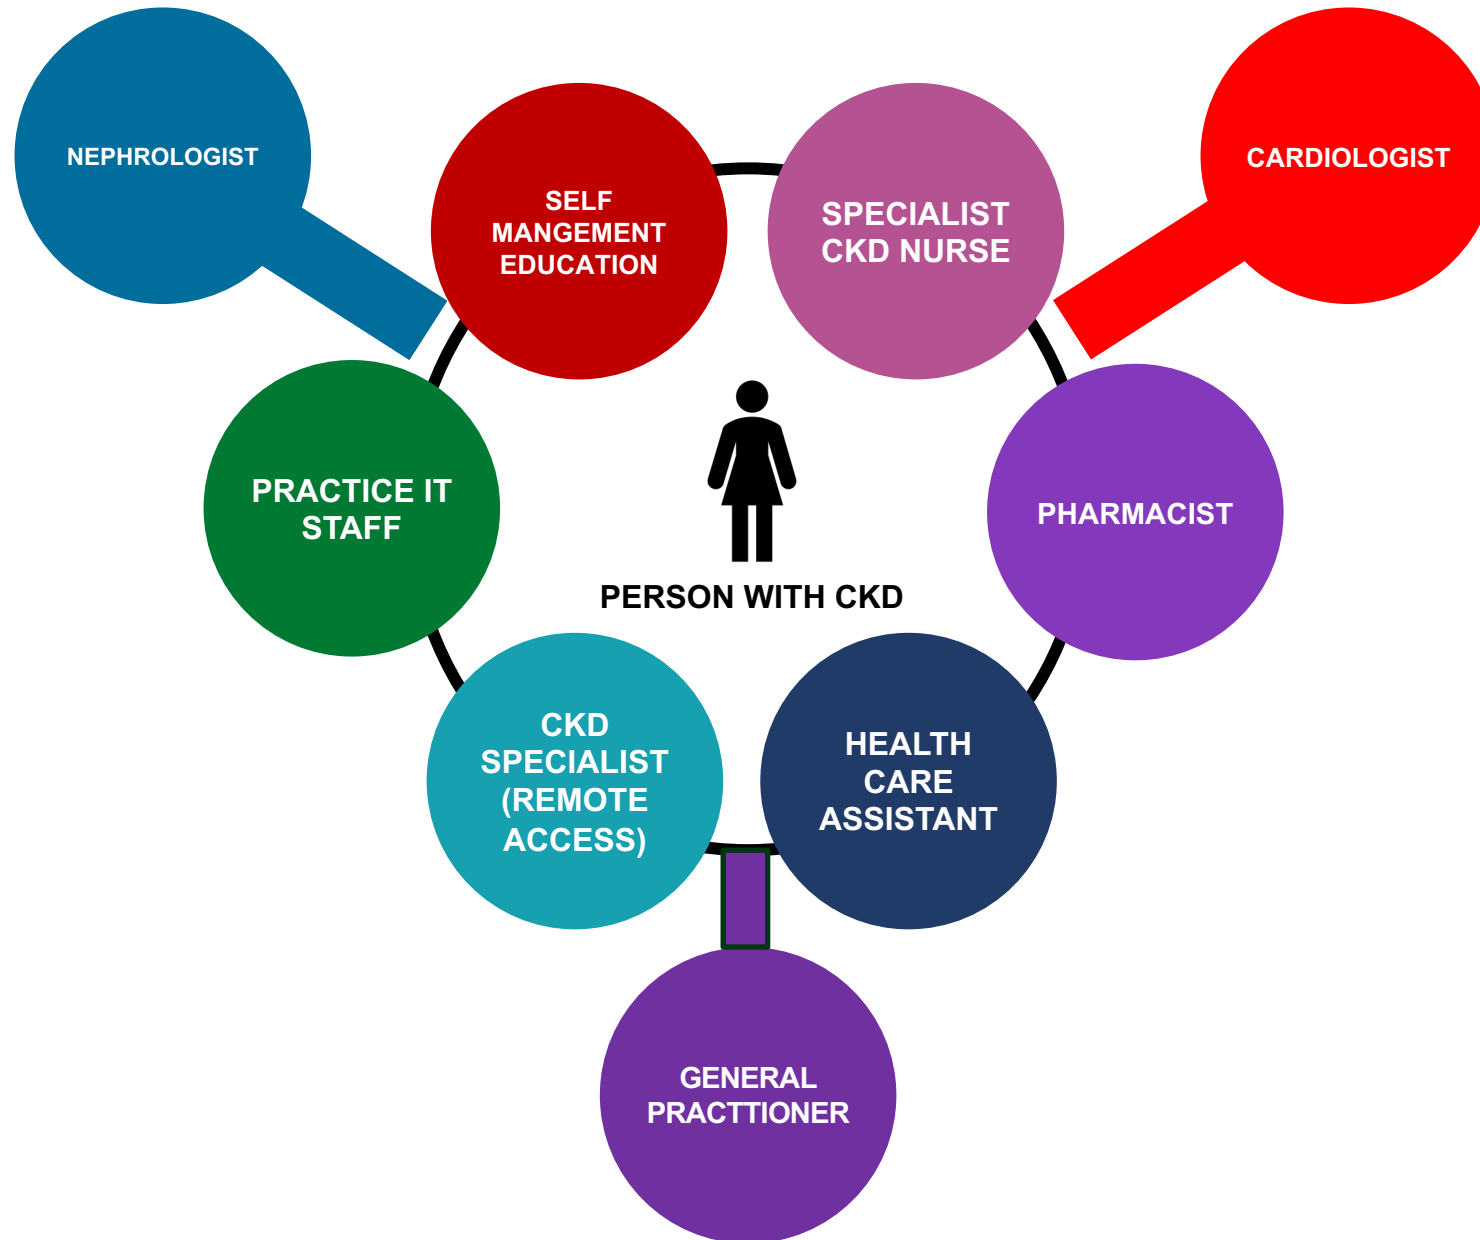 NEPHROLOGIST
CARDIOLOGIST
SELF
MANGEMENT
EDUCATION
SPECIALIST
CKD NURSE
PRACTICE IT
STAFF
PHARMACIST
PERSON WITH CKD
CKD
SPECIALIST
(REMOTE
ACCESS)
HEALTH
CARE
ASSISTANT
GENERAL
PRACTTIONER